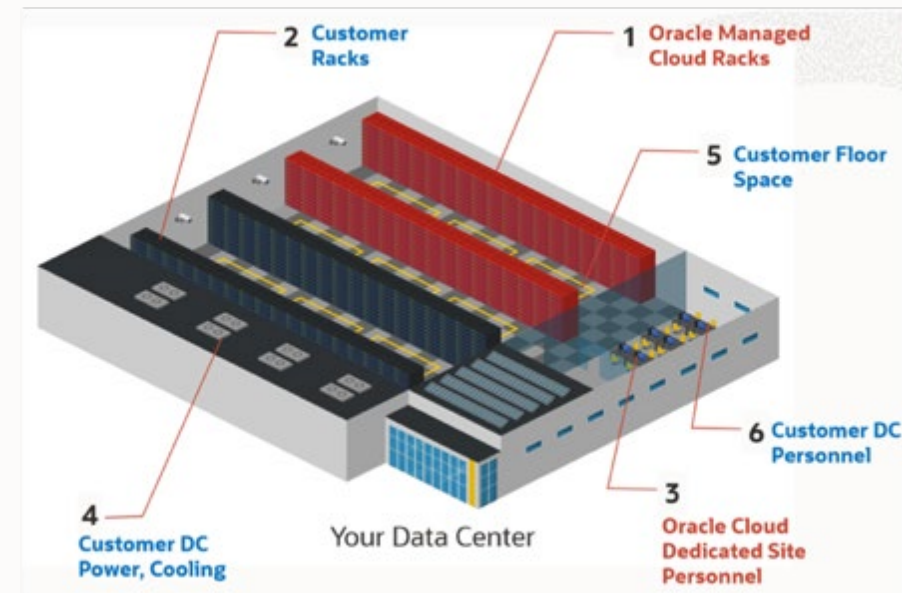 2 Customer
Racks
1 Oracle Managed
Cloud Racks
5 Customer Floor
Space
6 Customer DC
Personnel
3
Oracle Cloud
Dedicated Site
Personnel
4
Customer DC
Power, Cooling
Your Data Center